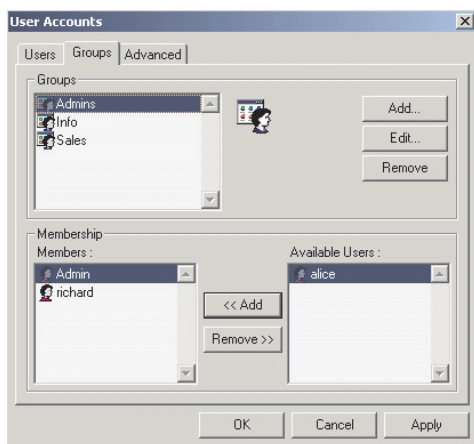 User Accounts
Users Groups Advanced
Groups
Admins
Info
Sales
Add...
Edit...
Remove
Membership
Members :
Available Users :
Admin
richard
alice
<< Add
Remove >>
OK Cancel Apply